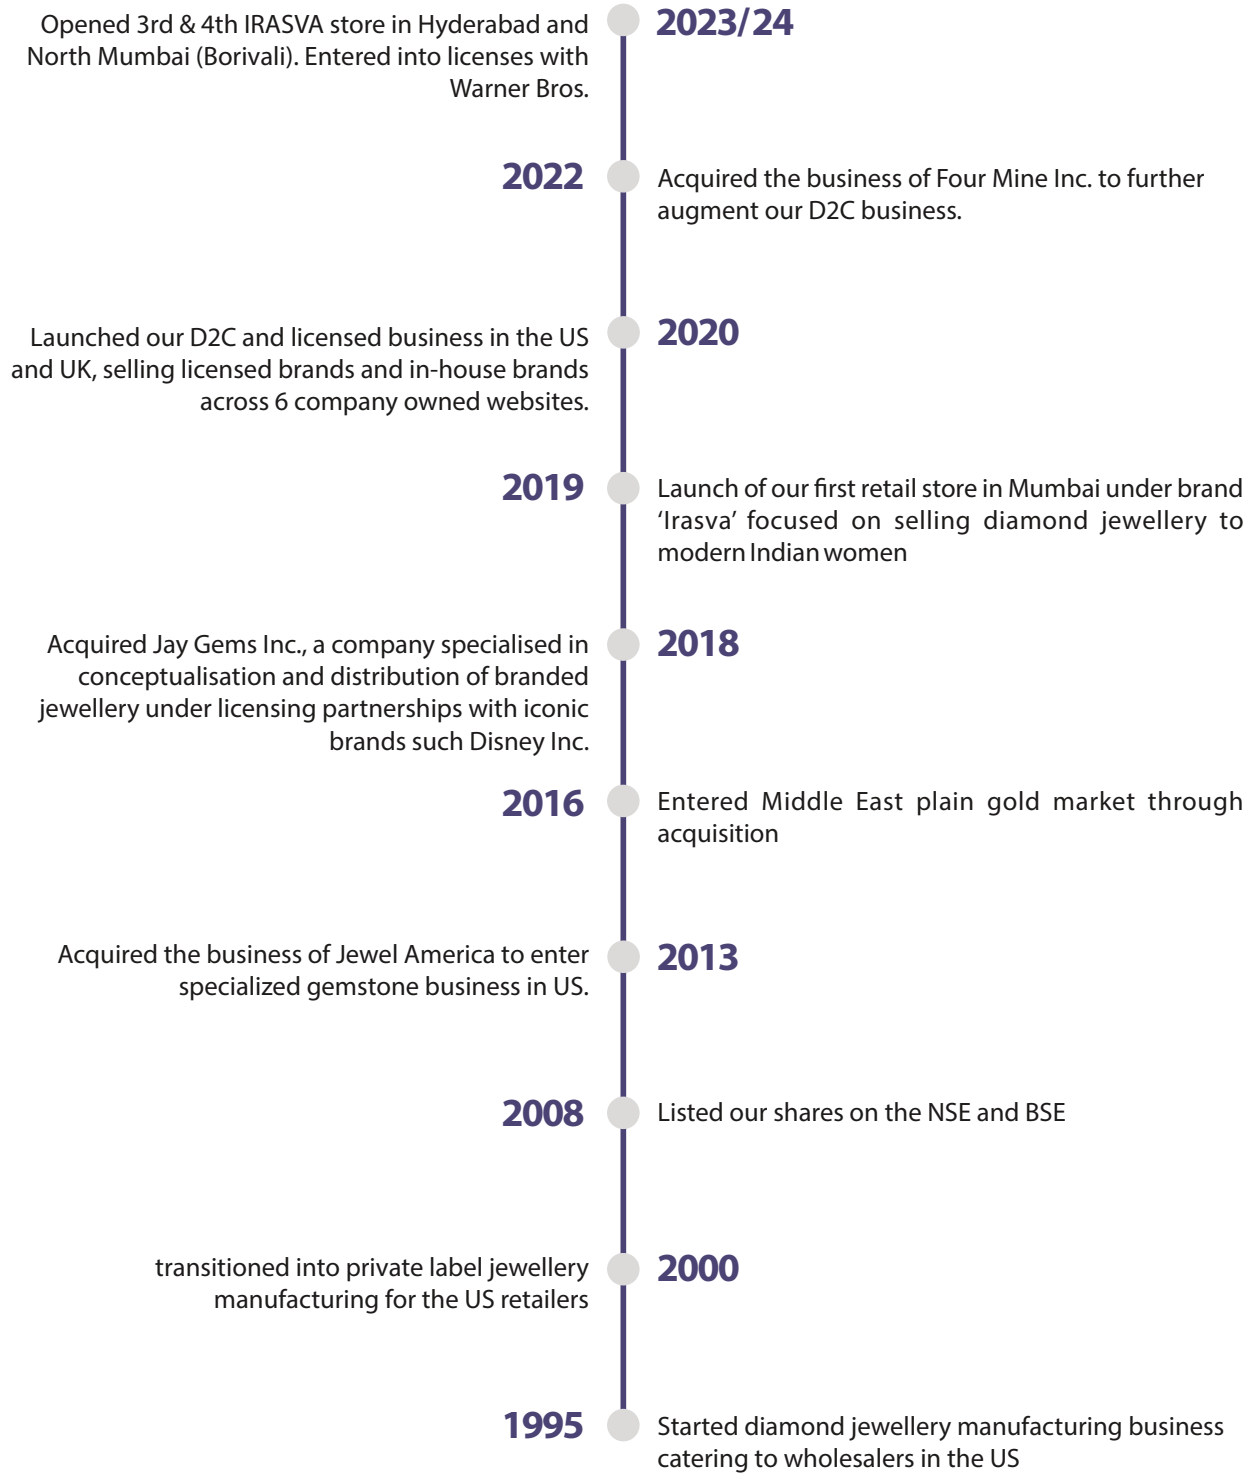 2023/24
Opened 3rd & 4th IRASVA store in Hyderabad and
North Mumbai (Borivali). Entered into licenses with
Warner Bros.
2022
Acquired the business of Four Mine Inc. to further
augment our D2C business.
2020
Launched our D2C and licensed business in the US
and UK, selling licensed brands and in-house brands
across 6 company owned websites.
2019
Launch of our first retail store in Mumbai under brand
‘Irasva’ focused on selling diamond jewellery to
modern Indian women
2018
Acquired Jay Gems Inc., a company specialised in
conceptualisation and distribution of branded
jewellery under licensing partnerships with iconic
brands such Disney Inc.
2016
Entered Middle East plain gold market through
acquisition
2013
Acquired the business of Jewel America to enter
specialized gemstone business in US.
2008
Listed our shares on the NSE and BSE
2000
transitioned into private label jewellery
manufacturing for the US retailers
1995
Started diamond jewellery manufacturing business
catering to wholesalers in the US